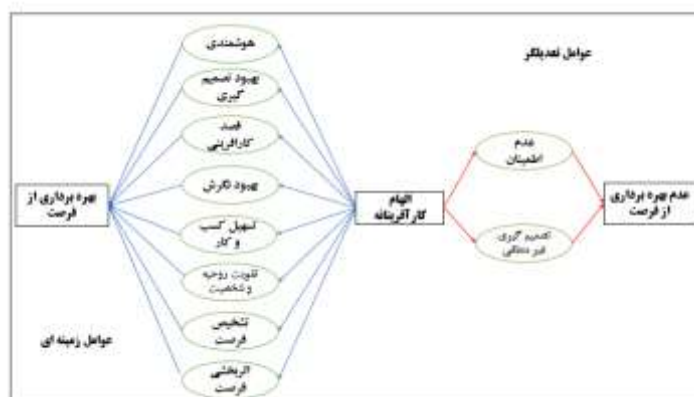 هوشمندی
عوامل تعدیلگر
بهبود تصمیم
گیری
قصد
کارآفرینی
عدم
اطمینان
بهبود نگرش
بهره برداری از
فرصت
الهام
کارآفرینانه
عدم بهره برداری
از فرصت
تسهیل کسب
و کار
تصمیم گیری
غیر منطقی
تقویت روحیه
و شخصیت
تشخیص
فرصت
عوامل زمینه ای
اثربخشی
فرصت